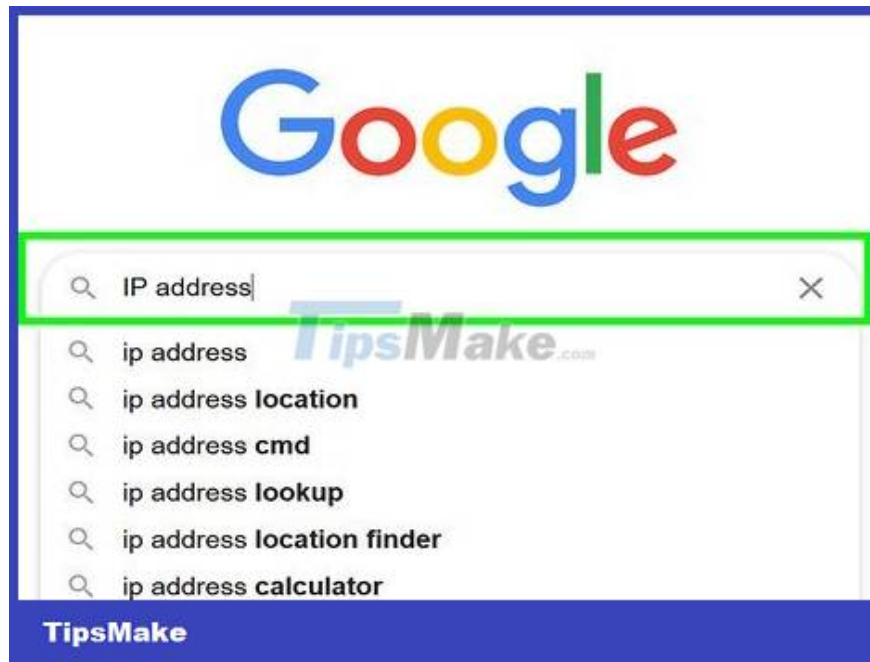 Google
IP address
TipsMake.com
ip address
ip address location
ip address cmd
ip address lookup
ip address location finder
ip address calculator
TipsMake